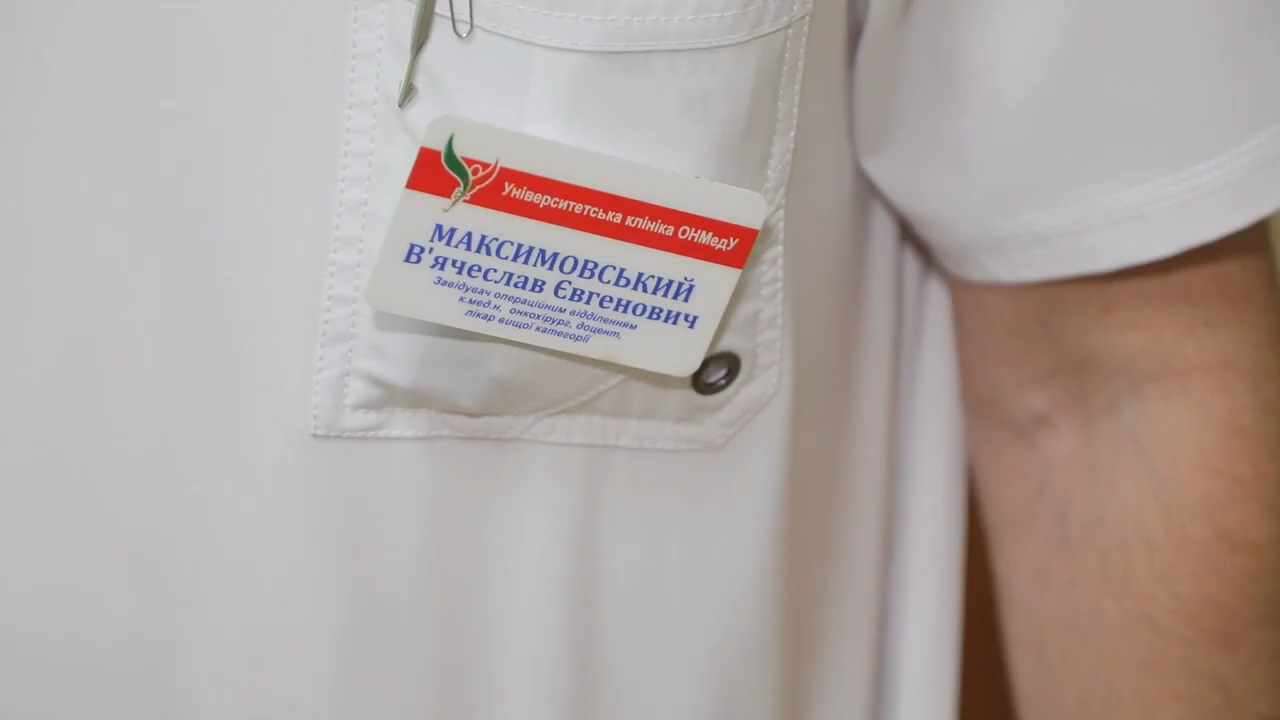 Університетська клініка ОНМедУ
МАКСИМОВСЬКИЙ
В'ячеслав Євгенович
Завідувач операційним відділенням
к.мед.н, онкохірург, доцент,
лікар вищої категорії